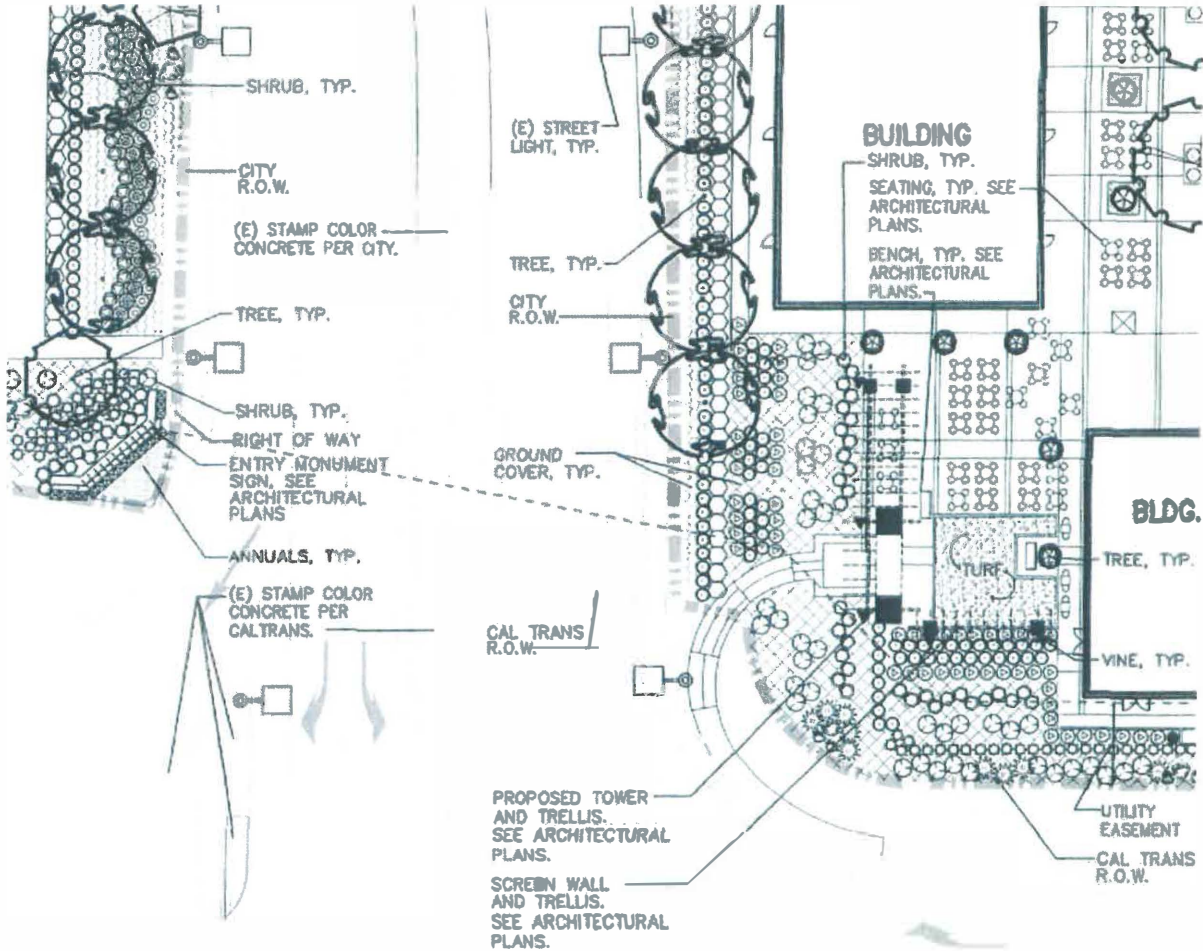 SHRUB, TYP.
CITY
R.O.W.
(E) STAMP COLOR
CONCRETE PER CITY.
TREE, TYP.
SHRUB, TYP.
RIGHT OF WAY
ENTRY MONUMENT
SIGN, SEE
ARCHITECTURAL
PLANS
ANNUALS, TYP.
(E) STAMP COLOR
CONCRETE PER
CALTRANS.
(E) STREET
LIGHT, TYP.
TREE, TYP.
CITY
R.O.W.
GROUND
COVER, TYP.
CAL TRANS
R.O.W.
PROPOSED TOWER
AND TRELLIS.
SEE ARCHITECTURAL
PLANS.
SCREEN WALL
AND TRELLIS.
SEE ARCHITECTURAL
PLANS.
BUILDING
SHRUB, TYP.
SEATING, TYP. SEE
ARCHITECTURAL
PLANS.
BENCH, TYP. SEE
ARCHITECTURAL
PLANS.
TURF
BLDG.
TREE, TYP.
VINE, TYP.
UTILITY
EASEMENT
CAL TRANS
R.O.W.